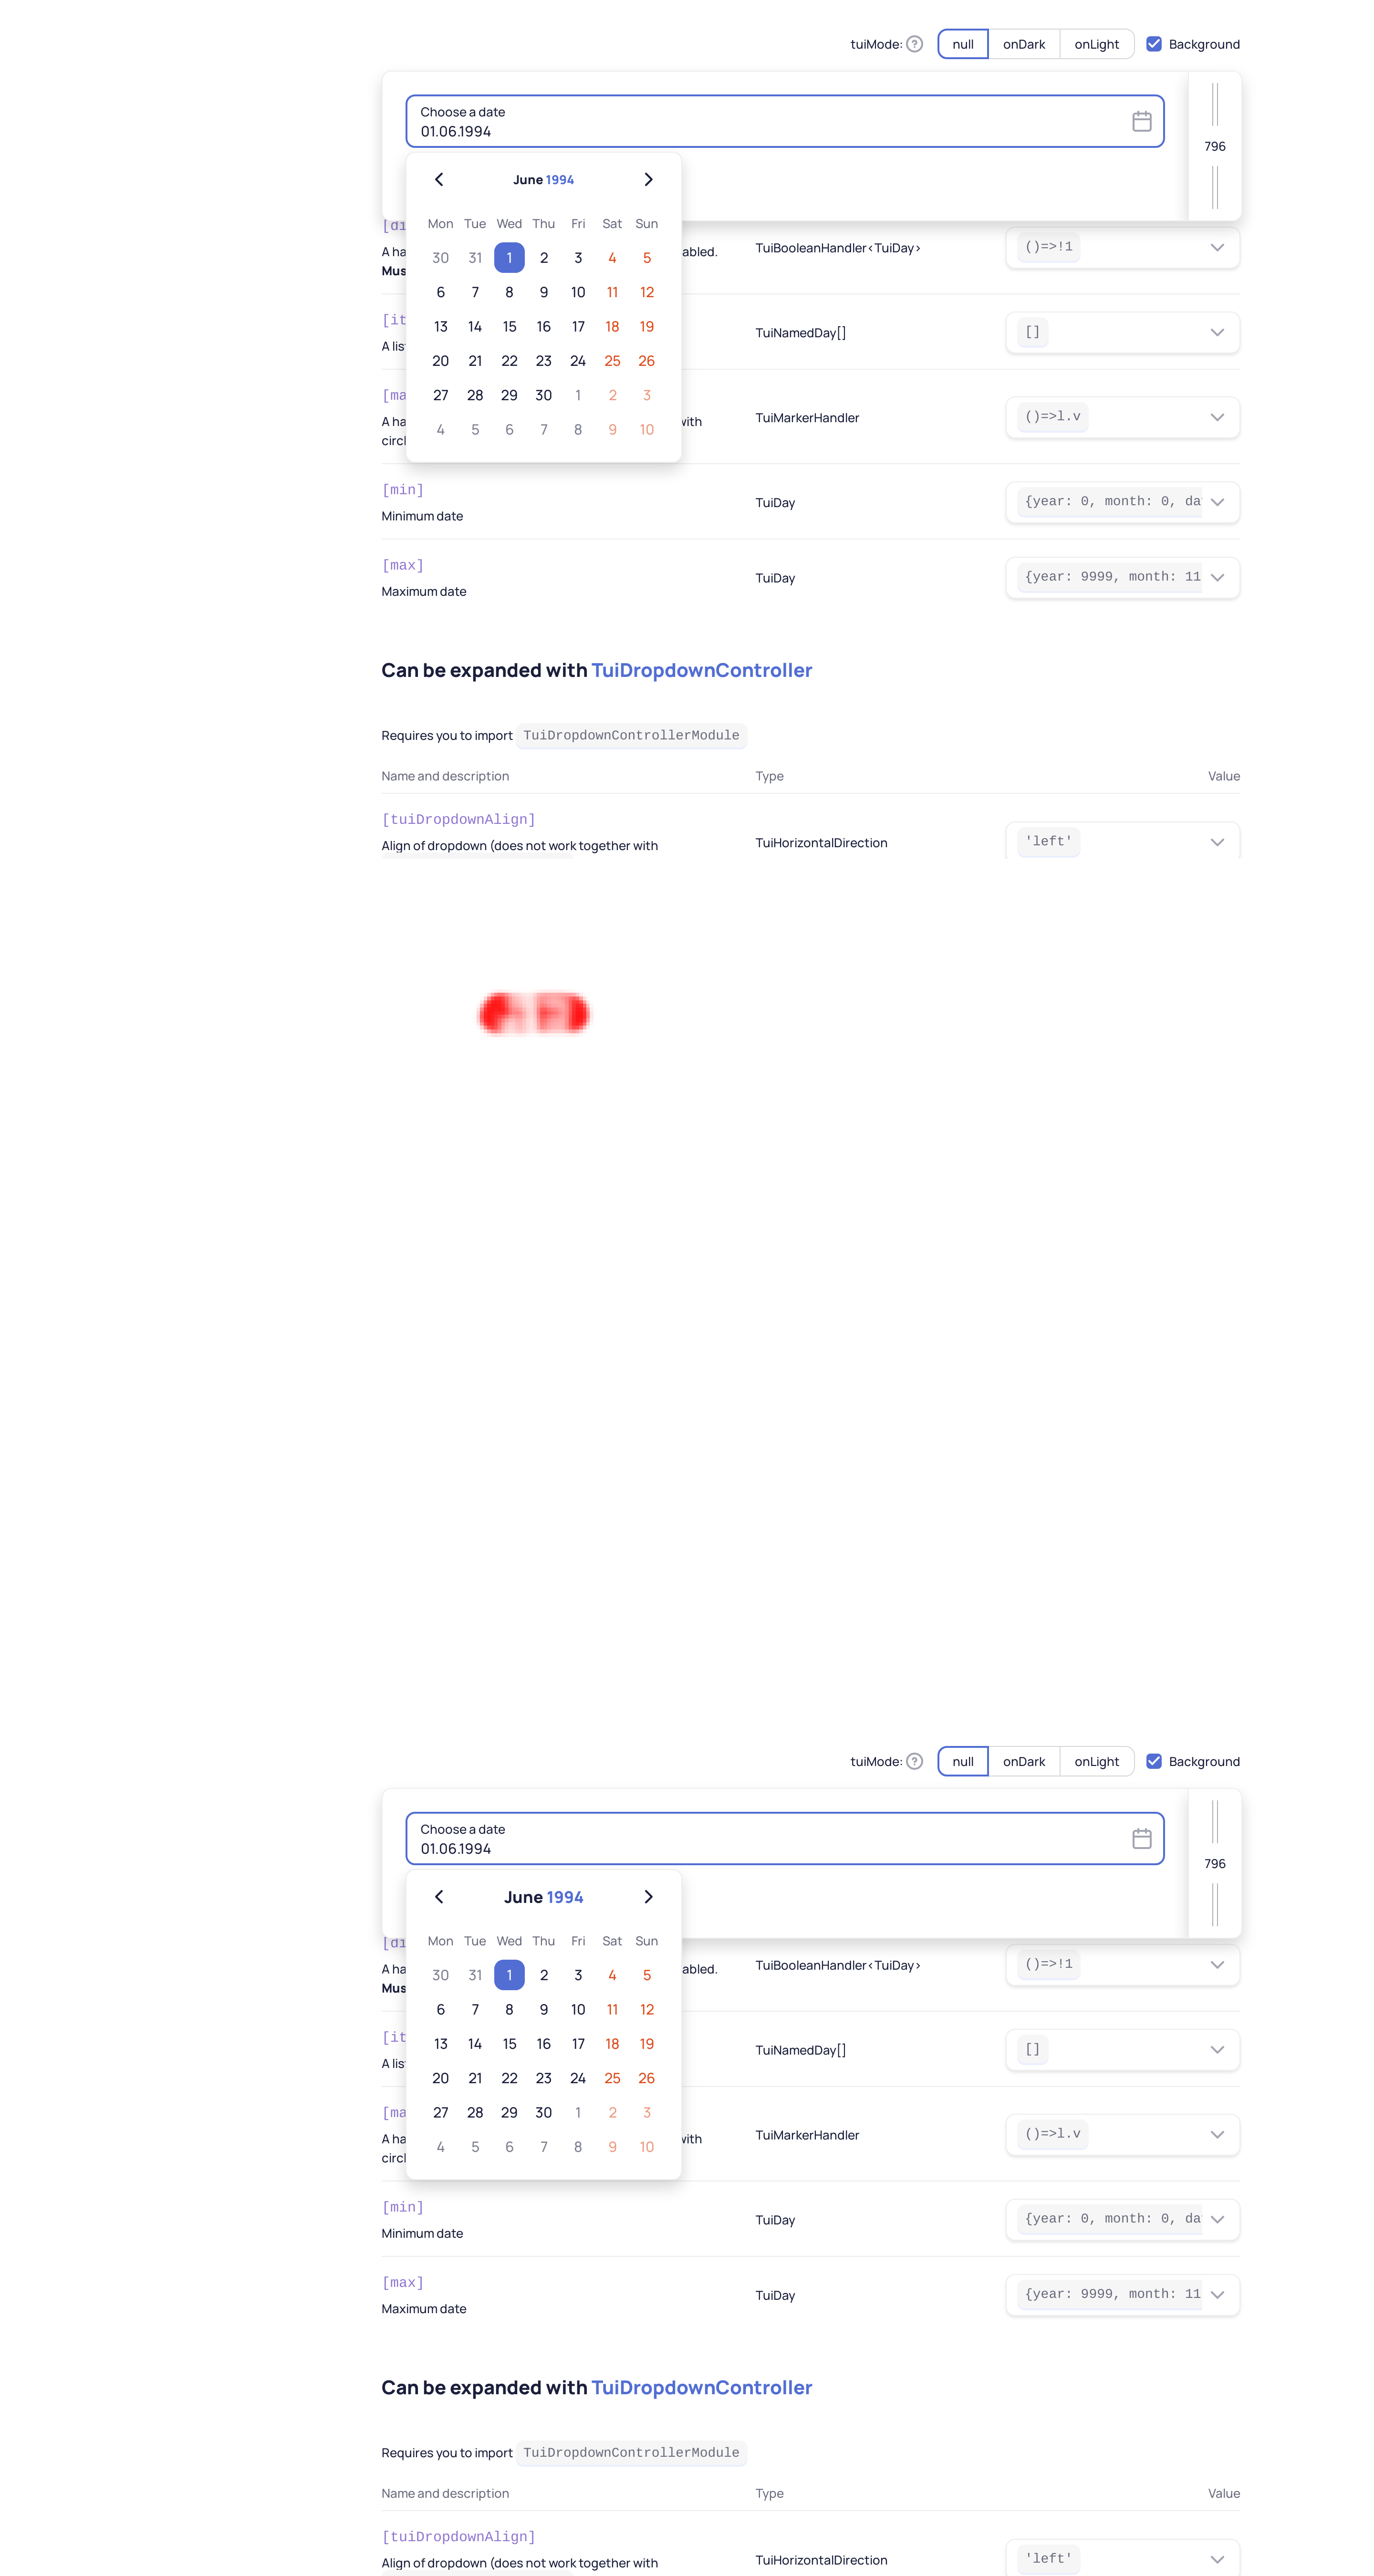 tuiMode: ? null onDark onLight Background
Choose a date
01.06.1994
796
June 1994
Mon Tue Wed Thu Fri Sat Sun
30 31 1 2 3 4 5
6 7 8 9 10 11 12
13 14 15 16 17 18 19
20 21 22 23 24 25 26
27 28 29 30 1 2 3
4 5 6 7 8 9 10
A ha
abled.
Mus
TuiBooleanHandler<TuiDay>
()=>!1
[it
A lis
TuiNamedDay[]
[]
[ma
A ha
with
circl
TuiMarkerHandler
()=>l.v
[min]
Minimum date
TuiDay
{year: 0, month: 0, da
[max]
Maximum date
TuiDay
{year: 9999, month: 11
Can be expanded with TuiDropdownController
Requires you to import TuiDropdownControllerModule
Name and description Type Value
[tuiDropdownAlign]
Align of dropdown (does not work together with
TuiHorizontalDirection
'left'
tuiMode: ? null onDark onLight Background
Choose a date
01.06.1994
796
June 1994
Mon Tue Wed Thu Fri Sat Sun
30 31 1 2 3 4 5
6 7 8 9 10 11 12
13 14 15 16 17 18 19
20 21 22 23 24 25 26
27 28 29 30 1 2 3
4 5 6 7 8 9 10
A ha
abled.
Mus
TuiBooleanHandler<TuiDay>
()=>!1
[it
A lis
TuiNamedDay[]
[]
[ma
A ha
with
circl
TuiMarkerHandler
()=>l.v
[min]
Minimum date
TuiDay
{year: 0, month: 0, da
[max]
Maximum date
TuiDay
{year: 9999, month: 11
Can be expanded with TuiDropdownController
Requires you to import TuiDropdownControllerModule
Name and description Type Value
[tuiDropdownAlign]
Align of dropdown (does not work together with
TuiHorizontalDirection
'left'